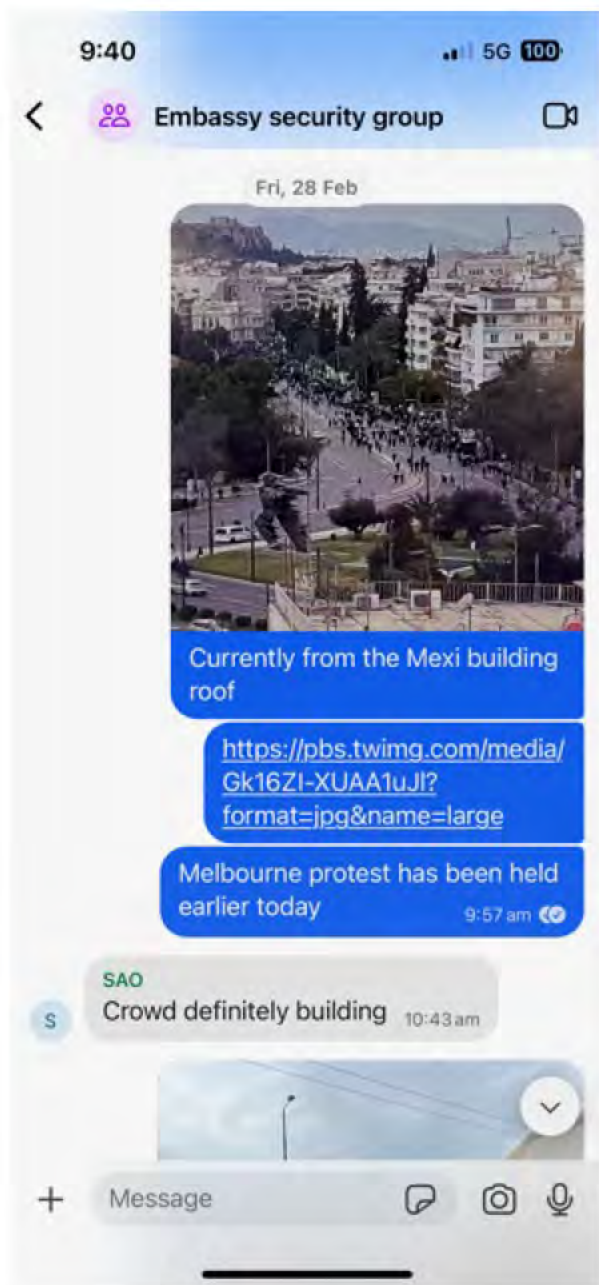 9:40
5G 100
Embassy security group
Fri, 28 Feb
Currently from the Mexi building
roof
https://pbs.twimg.com/media/
Gk16ZI-XUAA1uJl?
format=jpg&name=large
Melbourne protest has been held
earlier today
9:57 am
SAO
S
Crowd definitely building
10:43 am
Message